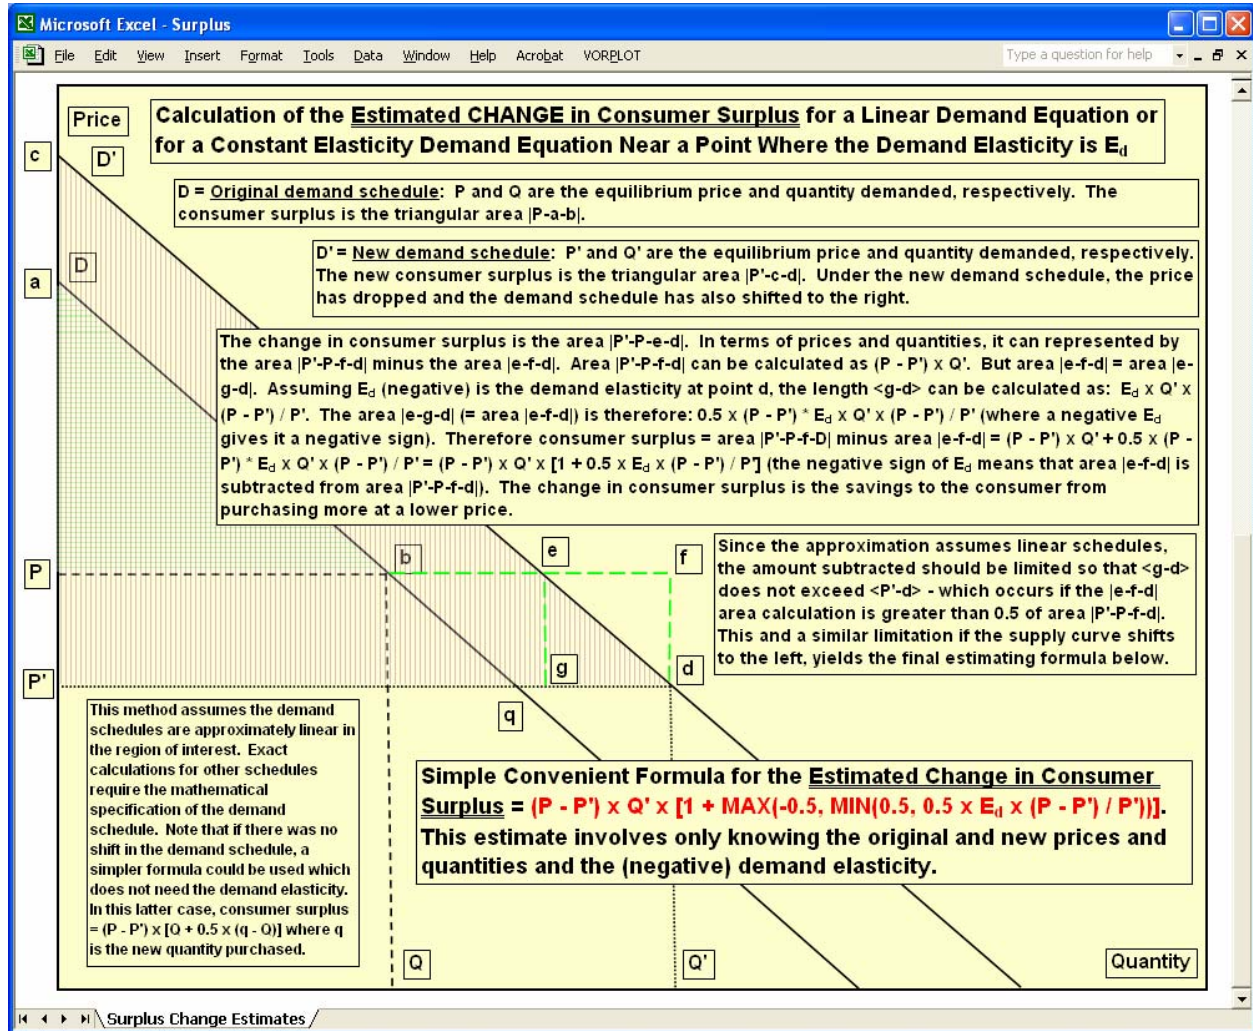 Microsoft Excel - Surplus
File Edit View Insert Format Tools Data Window Help Acrobat VORPLOT
Type a question for help
Price
Calculation of the Estimated CHANGE in Consumer Surplus for a Linear Demand Equation or
for a Constant Elasticity Demand Equation Near a Point Where the Demand Elasticity is Ed
c
D'
D = Original demand schedule: P and Q are the equilibrium price and quantity demanded, respectively. The
consumer surplus is the triangular area |P-a-b|.
D' = New demand schedule: P' and Q' are the equilibrium price and quantity demanded, respectively.
The new consumer surplus is the triangular area |P'-c-d|. Under the new demand schedule, the price
has dropped and the demand schedule has also shifted to the right.
D
a
The change in consumer surplus is the area |P'-P-e-d|. In terms of prices and quantities, it can represented by
the area |P'-P-f-d| minus the area |e-f-d|. Area |P'-P-f-d| can be calculated as (P - P') x Q'. But area |e-f-d| = area |e-
g-d|. Assuming Ed (negative) is the demand elasticity at point d, the length <g-d> can be calculated as: Ed x Q' x
(P - P') / P'. The area |e-g-d| (= area |e-f-d|) is therefore: 0.5 x (P - P') * Ed x Q' x (P - P') / P' (where a negative Ed
gives it a negative sign). Therefore consumer surplus = area |P'-P-f-D| minus area |e-f-d| = (P - P') x Q' + 0.5 x (P -
P') * Ed x Q' x (P - P') / P' = (P - P') x Q' x [1 + 0.5 x Ed x (P - P') / P'] (the negative sign of Ed means that area |e-f-d| is
subtracted from area |P'-P-f-d|). The change in consumer surplus is the savings to the consumer from
purchasing more at a lower price.
b
e
f
Since the approximation assumes linear schedules,
the amount subtracted should be limited so that <g-d>
does not exceed <P'-d> - which occurs if the |e-f-d|
area calculation is greater than 0.5 of area |P'-P-f-d|.
This and a similar limitation if the supply curve shifts
to the left, yields the final estimating formula below.
P
g
d
P'
q
This method assumes the demand
schedules are approximately linear in
the region of interest. Exact
calculations for other schedules
require the mathematical
specification of the demand
schedule. Note that if there was no
shift in the demand schedule, a
simpler formula could be used which
does not need the demand elasticity.
In this latter case, consumer surplus
= (P - P') x [Q + 0.5 x (q - Q)] where q
is the new quantity purchased.
Simple Convenient Formula for the Estimated Change in Consumer
Surplus = (P - P') x Q' x [1 + MAX(-0.5, MIN(0.5, 0.5 x Ed x (P - P') / P'))].
This estimate involves only knowing the original and new prices and
quantities and the (negative) demand elasticity.
Q
Q'
Quantity
Surplus Change Estimates